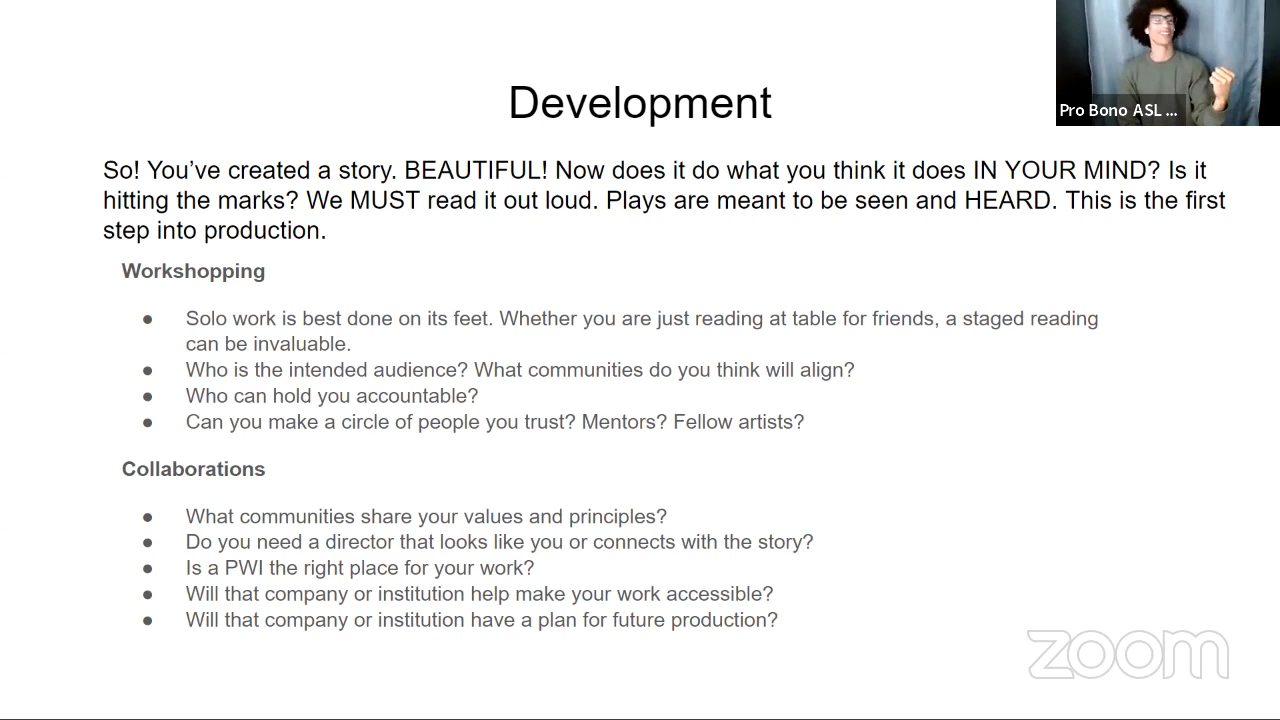 Pro Bono ASL ...
Development
So! You’ve created a story. BEAUTIFUL! Now does it do what you think it does IN YOUR MIND? Is it
hitting the marks? We MUST read it out loud. Plays are meant to be seen and HEARD. This is the first
step into production.
Workshopping
● Solo work is best done on its feet. Whether you are just reading at table for friends, a staged reading
can be invaluable.
● Who is the intended audience? What communities do you think will align?
● Who can hold you accountable?
● Can you make a circle of people you trust? Mentors? Fellow artists?
Collaborations
● What communities share your values and principles?
● Do you need a director that looks like you or connects with the story?
● Is a PWI the right place for your work?
● Will that company or institution help make your work accessible?
● Will that company or institution have a plan for future production?
zoom